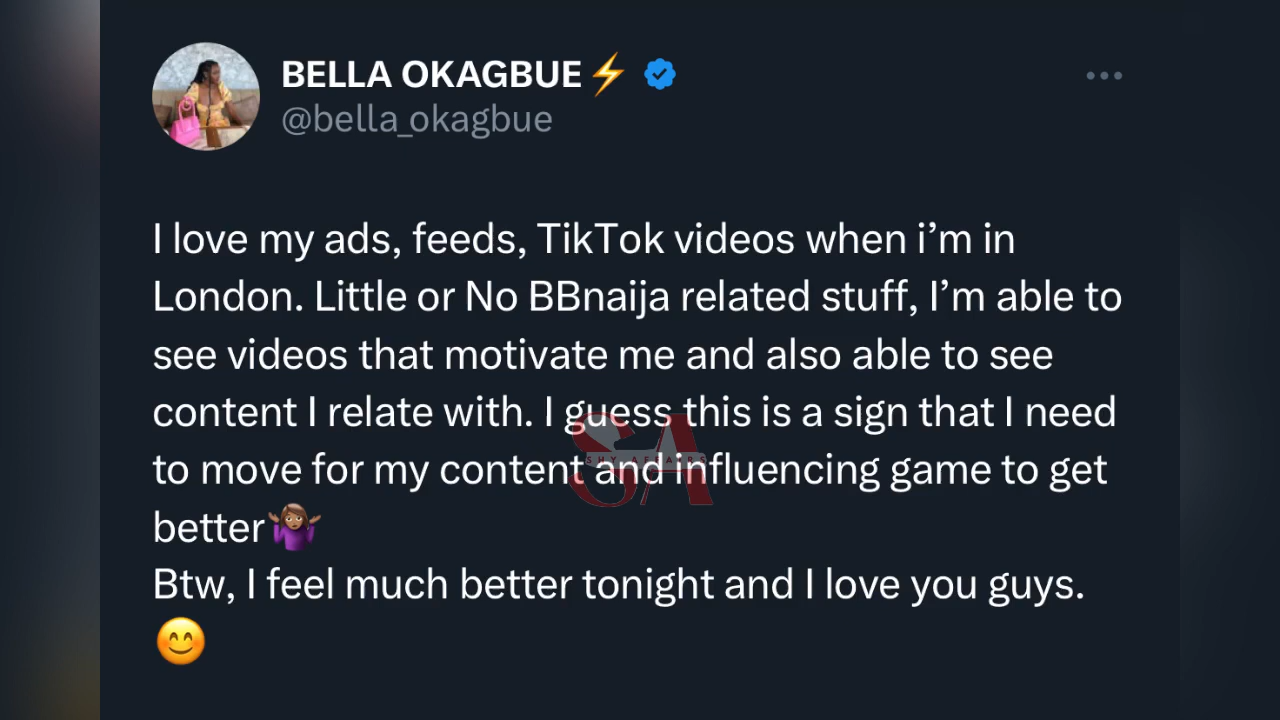 BELLA OKAGBUE⚡
@bella_okagbue
I love my ads, feeds, TikTok videos when i’m in
London. Little or No BBnaija related stuff, I’m able to
see videos that motivate me and also able to see
content I relate with. I guess this is a sign that I need
to move for my content and influencing game to get
better🤷🏽‍♀️
Btw, I feel much better tonight and I love you guys.
😊
SA
SHY AFFAIRS